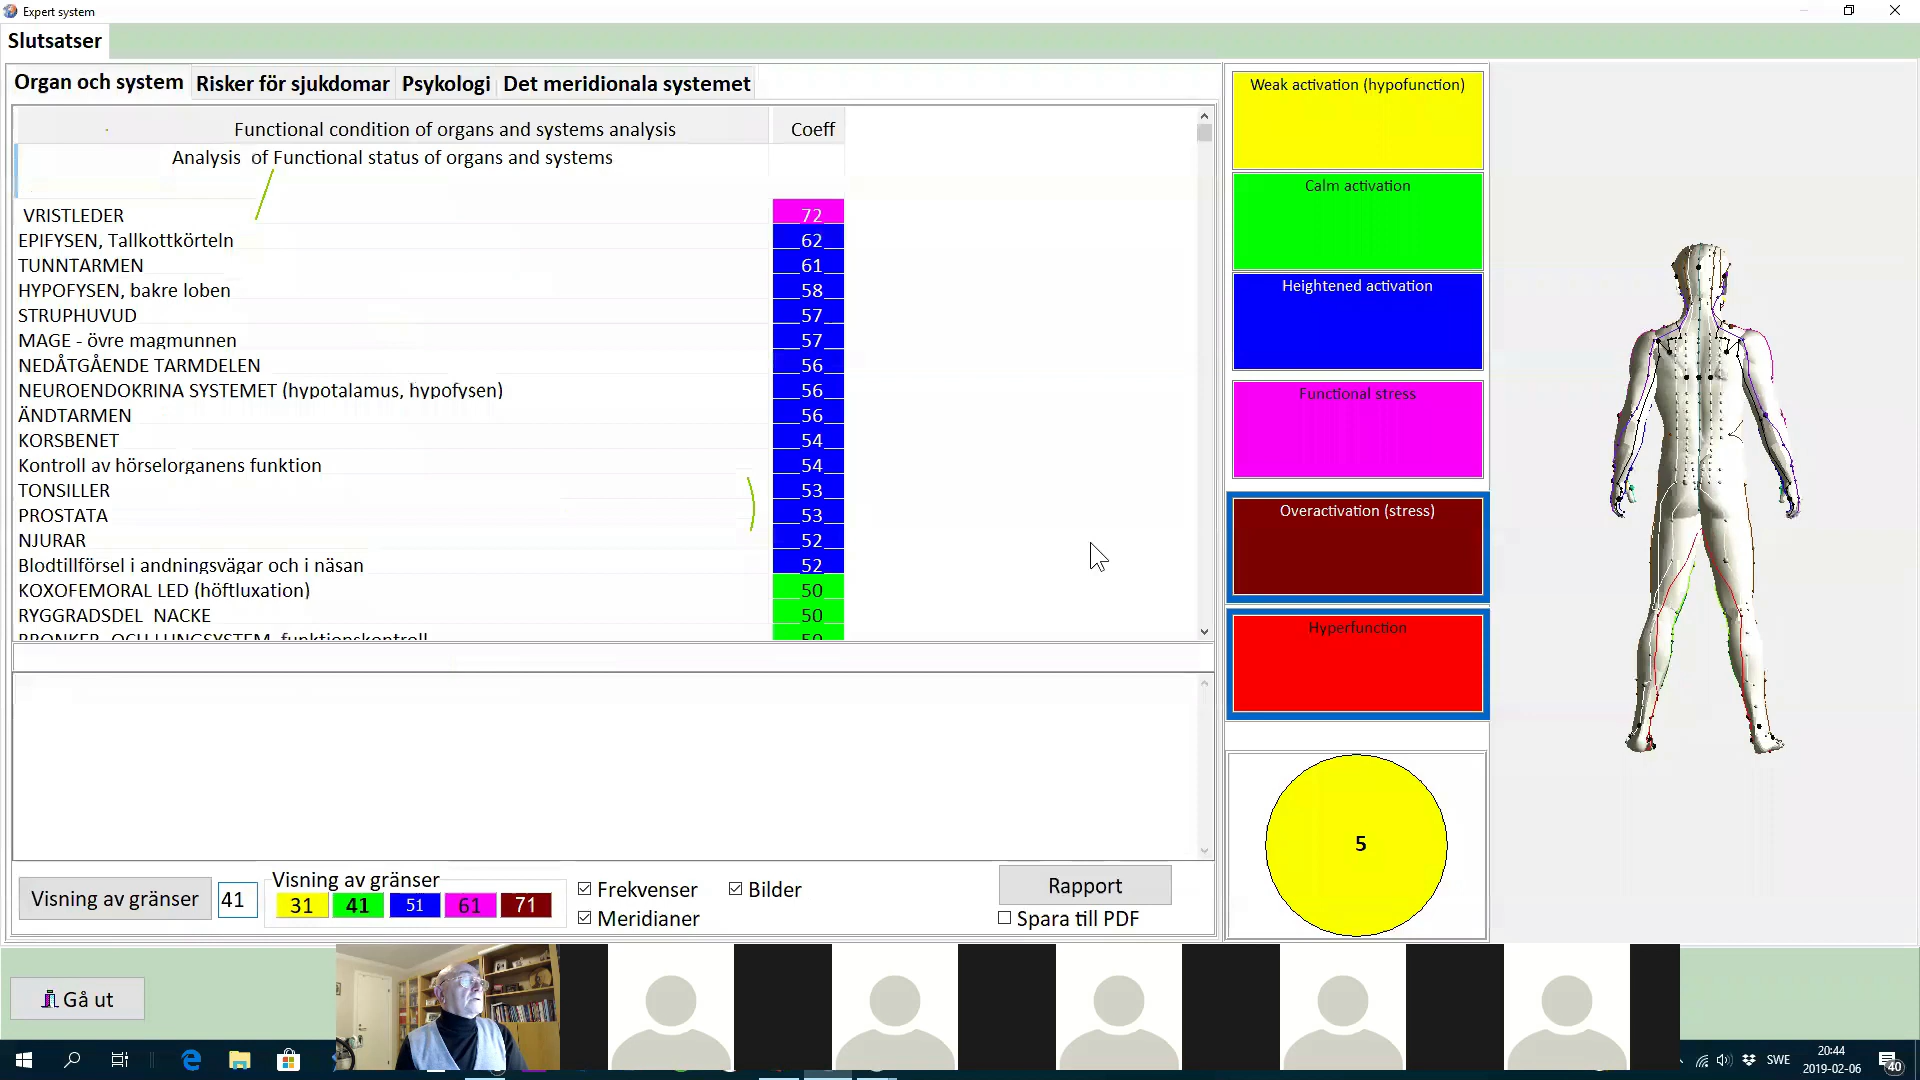 Expert system
Slutsatser
Organ och system Risker för sjukdomar Psykologi Det meridionala systemet
Functional condition of organs and systems analysis Coeff
Analysis of Functional status of organs and systems
VRISTLEDER 72
EPIFYSEN, Tallkottkörteln 62
TUNNTARMEN 61
HYPOFYSEN, bakre loben 58
STRUPHUVUD 57
MAGE - övre magmunnen 57
NEDÅTGÅENDE TARMDELEN 56
NEUROENDOKRINA SYSTEMET (hypotalamus, hypofysen) 56
ÄNDTARMEN 56
KORSBENET 54
Kontroll av hörselorganens funktion 54
TONSILLER 53
PROSTATA 53
NJURAR 52
Blodtillförsel i andningsvägar och i näsan 52
KOXOFEMORAL LED (höftluxation) 50
RYGGRADSDEL NACKE 50
BRONKER OCH LUNGSYSTEM, funktionskontroll 50
Weak activation (hypofunction)
Calm activation
Heightened activation
Functional stress
Overactivation (stress)
Hyperfunction
5
Visning av gränser 41
Visning av gränser
31 41 51 61 71
Frekvenser Bilder
Meridianer
Rapport
Spara till PDF
Gå ut
SWE
20:44
2019-02-06
40